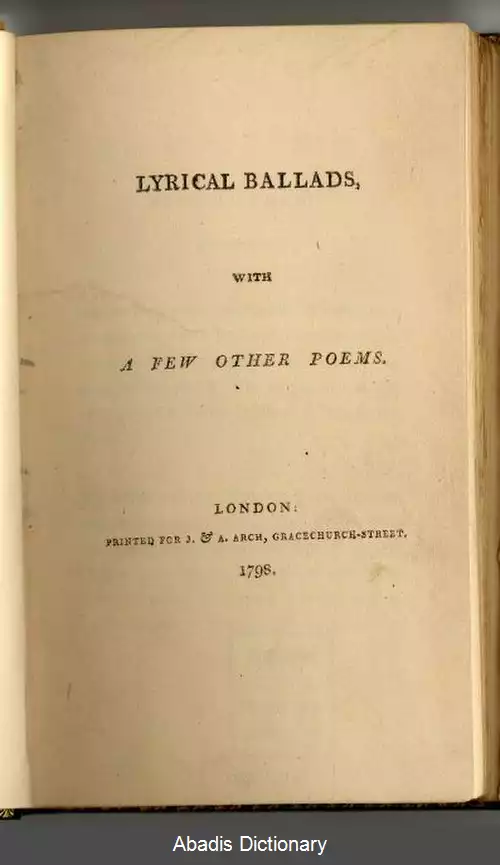 LYRICAL BALLADS,
WITH
A FEW OTHER POEMS.
LONDON:
PRINTED FOR J. & A. ARCH, GRACECHURCH-STREET.
1798.
Abadis Dictionary